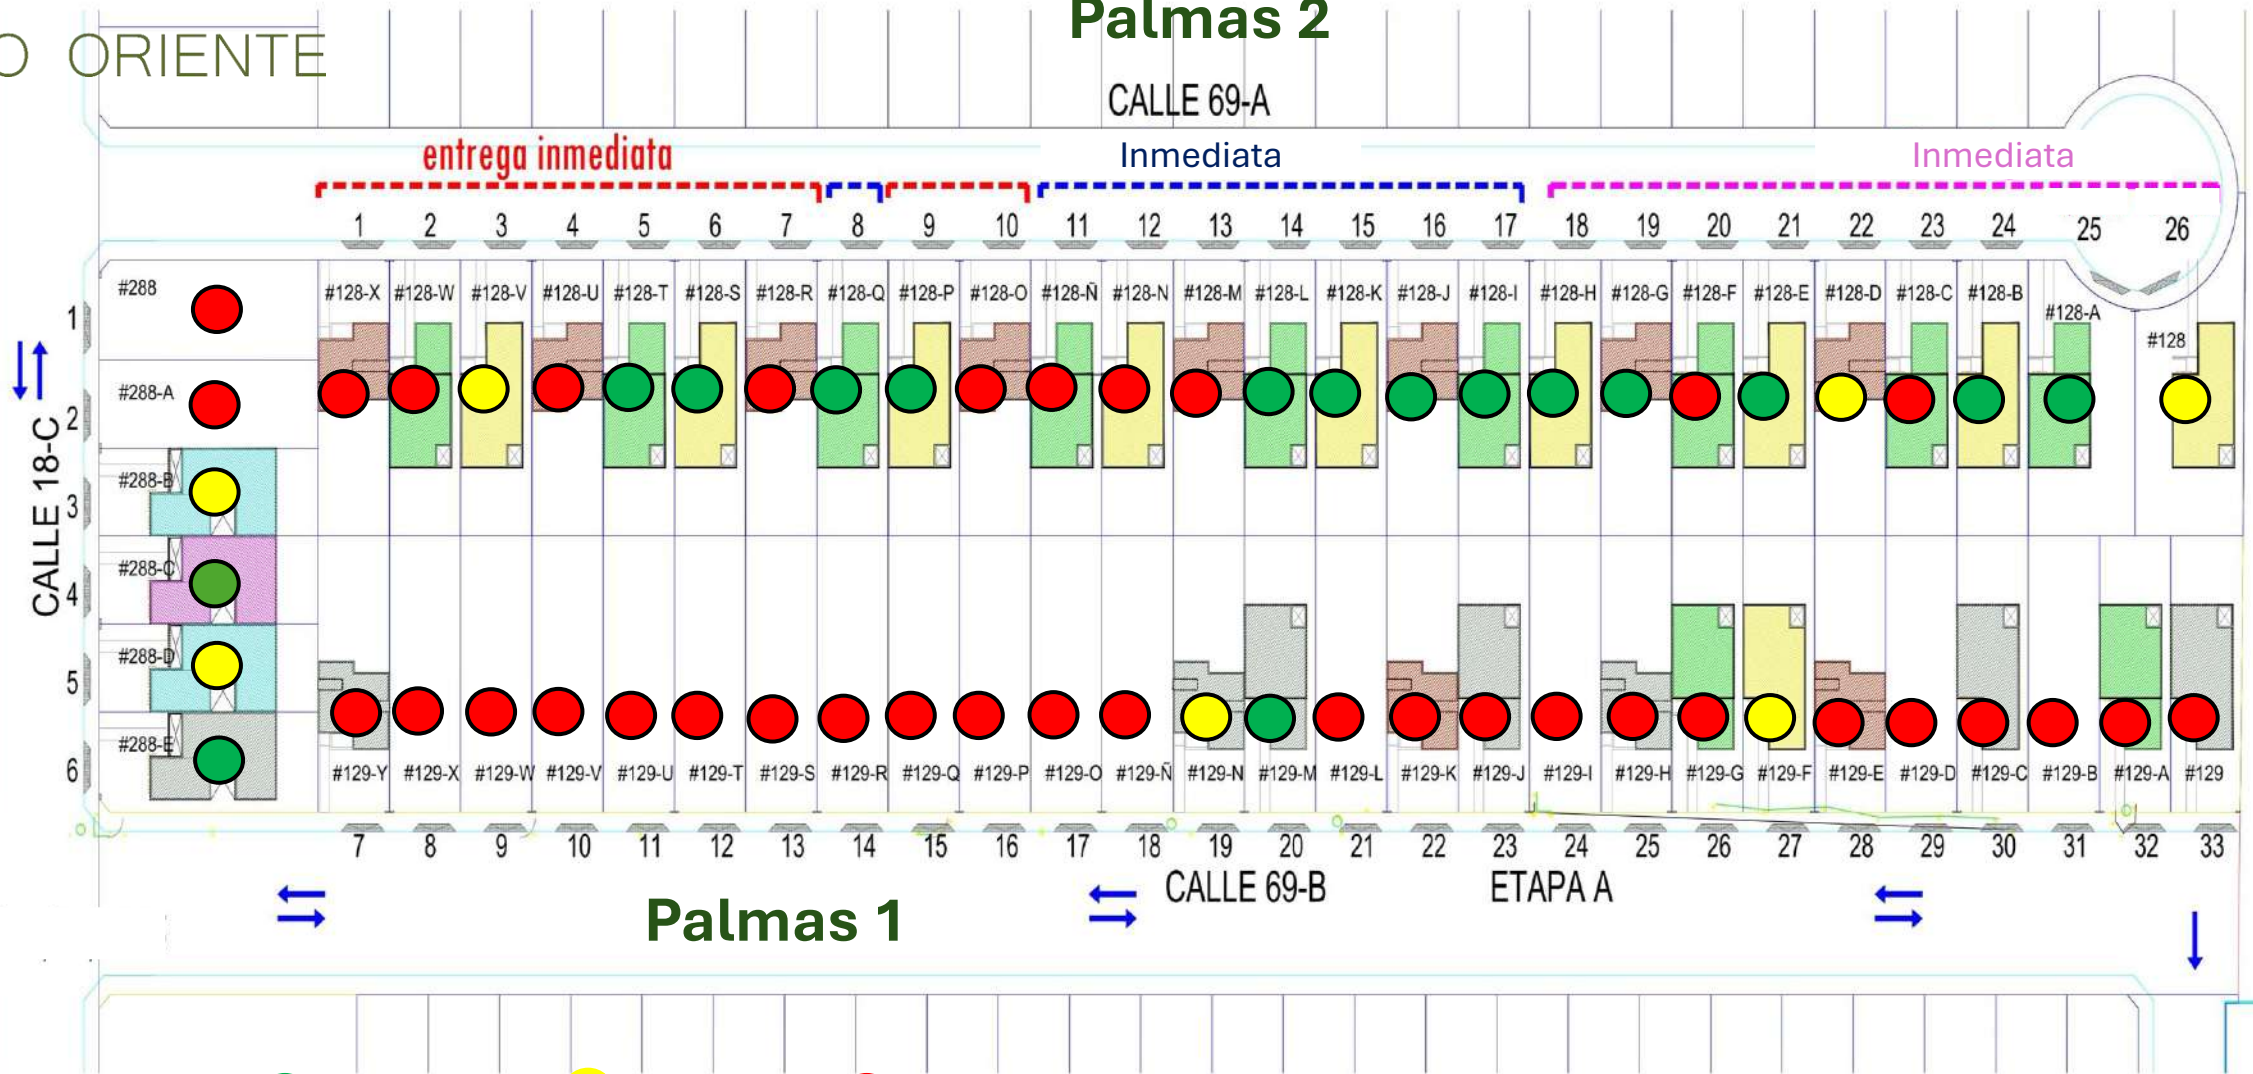 Palmas 2
O ORIENTE
CALLE 69-A
entrega inmediata
Inmediata
Inmediata
1 2 3 4 5 6 7 8 9 10 11 12 13 14 15 16 17 18 19 20 21 22 23 24 25 26
#128-X #128-W #128-V #128-U #128-T #128-S #128-R #128-Q #128-P #128-O #128-Ñ #128-N #128-M #128-L #128-K #128-J #128-I #128-H #128-G #128-F #128-E #128-D #128-C #128-B #128-A #128
CALLE 18-C
1 #288
2 #288-A
3 #288-B
4 #288-C
5 #288-D
6 #288-E
#129-Y #129-X #129-W #129-V #129-U #129-T #129-S #129-R #129-Q #129-P #129-O #129-Ñ #129-N #129-M #129-L #129-K #129-J #129-I #129-H #129-G #129-F #129-E #129-D #129-C #129-B #129-A #129
7 8 9 10 11 12 13 14 15 16 17 18 19 20 21 22 23 24 25 26 27 28 29 30 31 32 33
CALLE 69-B ETAPA A
Palmas 1